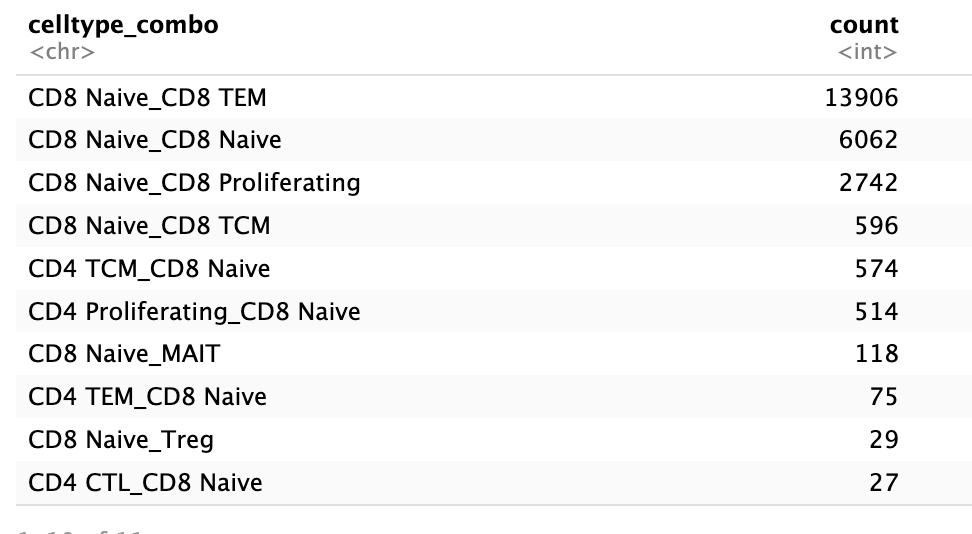 celltype_combo count
<chr> <int>
CD8 Naive_CD8 TEM 13906
CD8 Naive_CD8 Naive 6062
CD8 Naive_CD8 Proliferating 2742
CD8 Naive_CD8 TCM 596
CD4 TCM_CD8 Naive 574
CD4 Proliferating_CD8 Naive 514
CD8 Naive_MAIT 118
CD4 TEM_CD8 Naive 75
CD8 Naive_Treg 29
CD4 CTL_CD8 Naive 27